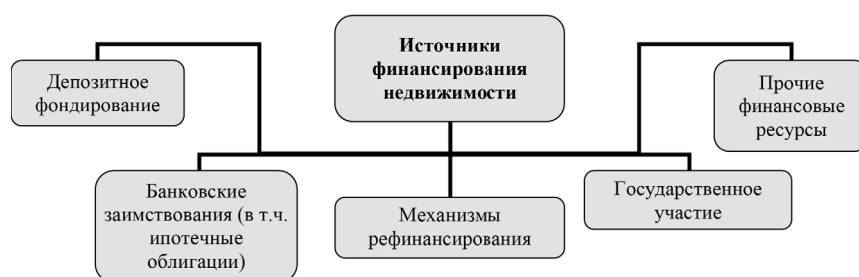 Источники
финансирования
недвижимости
Депозитное
фондирование
Прочие
финансовые
ресурсы
Банковские
заимствования (в т.ч.
ипотечные
облигации)
Механизмы
рефинансирования
Государственное
участие